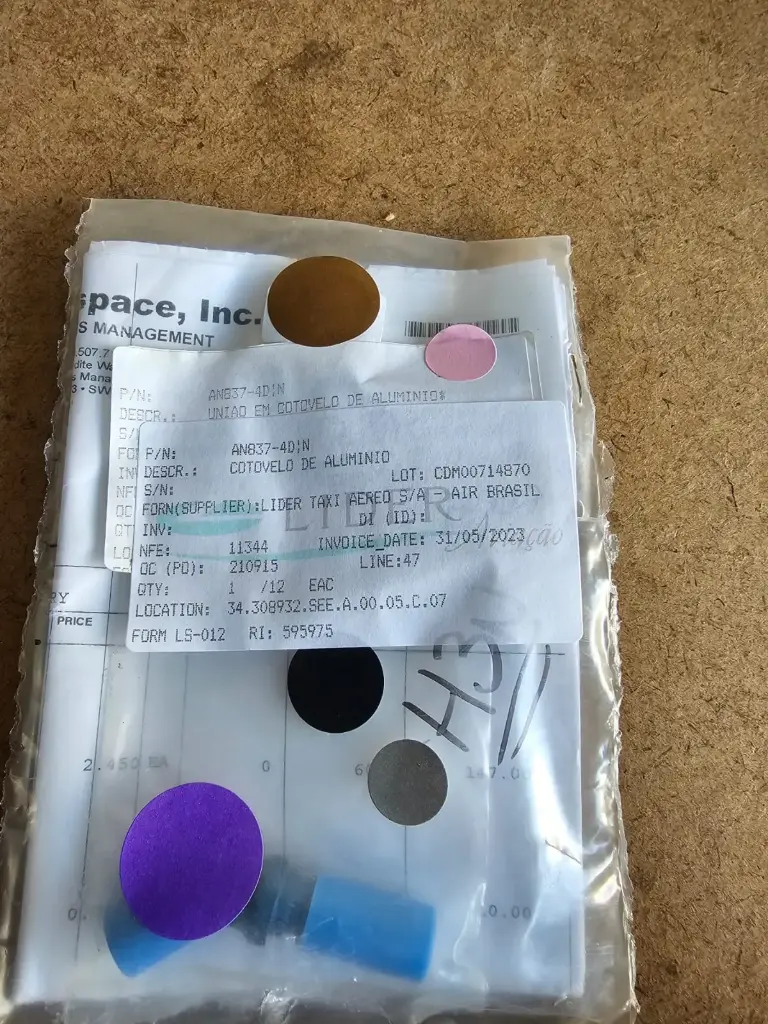 space, Inc.
S MANAGEMENT
P/N: AN837-4D|N
DESCR.: UNIAO EM COTOVELO DE ALUMINIO*
P/N: AN837-4D|N
DESCR.: COTOVELO DE ALUMINIO
S/N: LOT: CDM00714870
FORN(SUPPLIER):LIDER TAXI AEREO S/A - AIR BRASIL
INV: DI (ID):
NFE: 11344 INVOICE_DATE: 31/05/2023
OC (PO): 210915 LINE:47
QTY: 1 /12 EAC
LOCATION: 34.308932.SEE.A.00.05.C.07
FORM LS-012 RI: 595975
LIDER
Aviação
PRICE
H3
2.450 EA 0